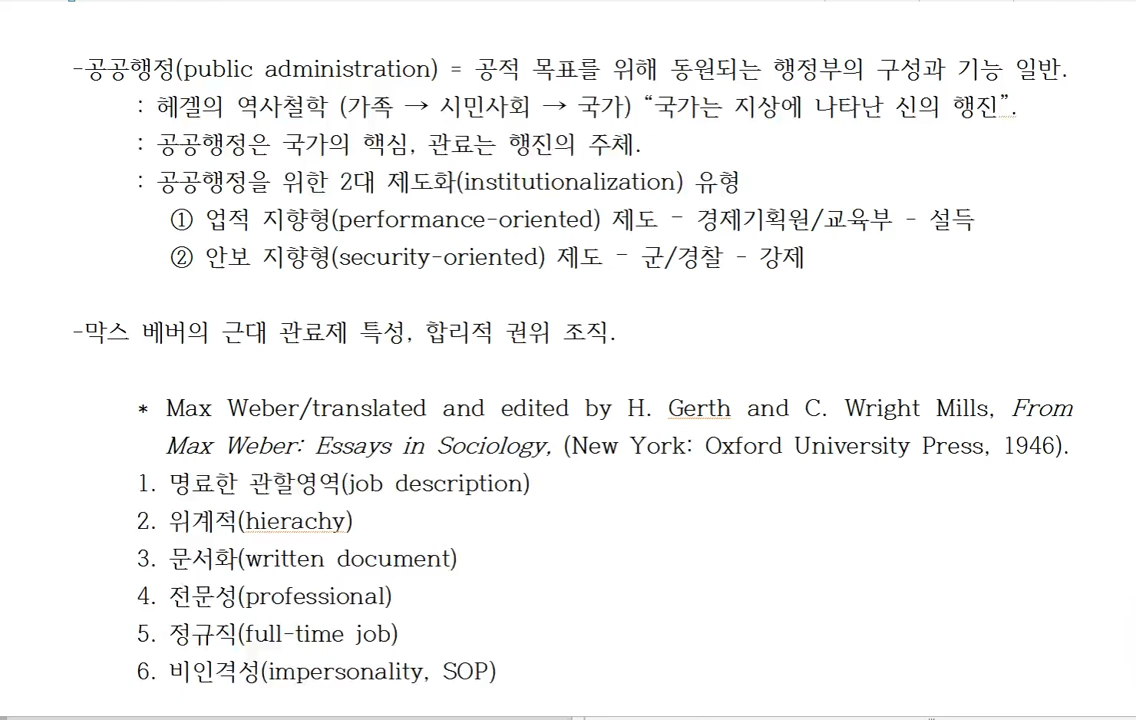 -공공행정(public administration) = 공적 목표를 위해 동원되는 행정부의 구성과 기능 일반.
: 헤겔의 역사철학 (가족 → 시민사회 → 국가) “국가는 지상에 나타난 신의 행진”.
: 공공행정은 국가의 핵심, 관료는 행진의 주체.
: 공공행정을 위한 2대 제도화(institutionalization) 유형
① 업적 지향형(performance-oriented) 제도 - 경제기획원/교육부 - 설득
② 안보 지향형(security-oriented) 제도 - 군/경찰 - 강제
-막스 베버의 근대 관료제 특성, 합리적 권위 조직.
* Max Weber/translated and edited by H. Gerth and C. Wright Mills, From
Max Weber: Essays in Sociology, (New York: Oxford University Press, 1946).
1. 명료한 관할영역(job description)
2. 위계적(hierachy)
3. 문서화(written document)
4. 전문성(professional)
5. 정규직(full-time job)
6. 비인격성(impersonality, SOP)